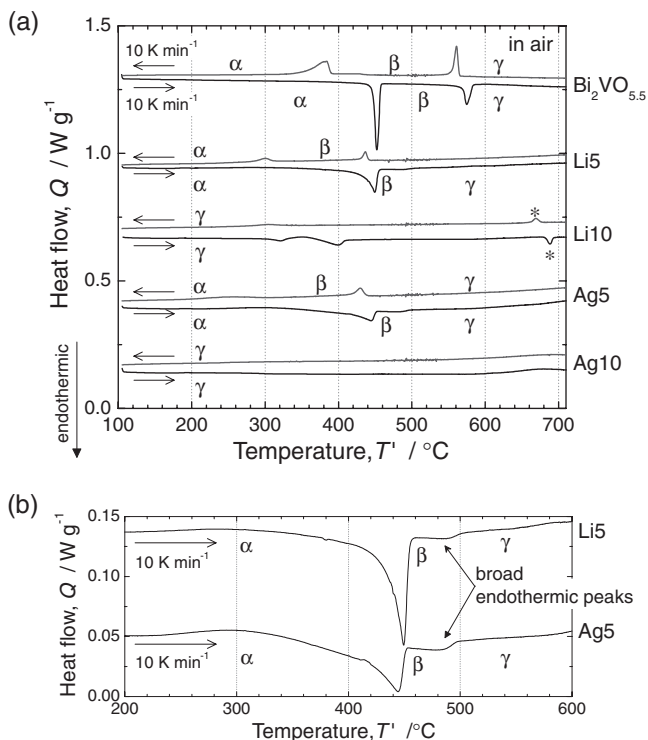 (a)
in air
10 K min⁻¹
α
β
γ
10 K min⁻¹
α
β
γ
Bi₂VO₅.₅
α
β
Li5
α
β
γ
γ
*
Li10
γ
*
α
β
γ
Ag5
α
β
γ
γ
Ag10
γ
1.5
1.0
0.5
0.0
Heat flow, Q / W g⁻¹
endothermic
100 200 300 400 500 600 700
Temperature, T' / °C
(b)
0.15
0.10
0.05
0.00
Heat flow, Q / W g⁻¹
10 K min⁻¹
α
β
γ
Li5
broad
endothermic peaks
10 K min⁻¹
α
β
γ
Ag5
200 300 400 500 600
Temperature, T' / °C